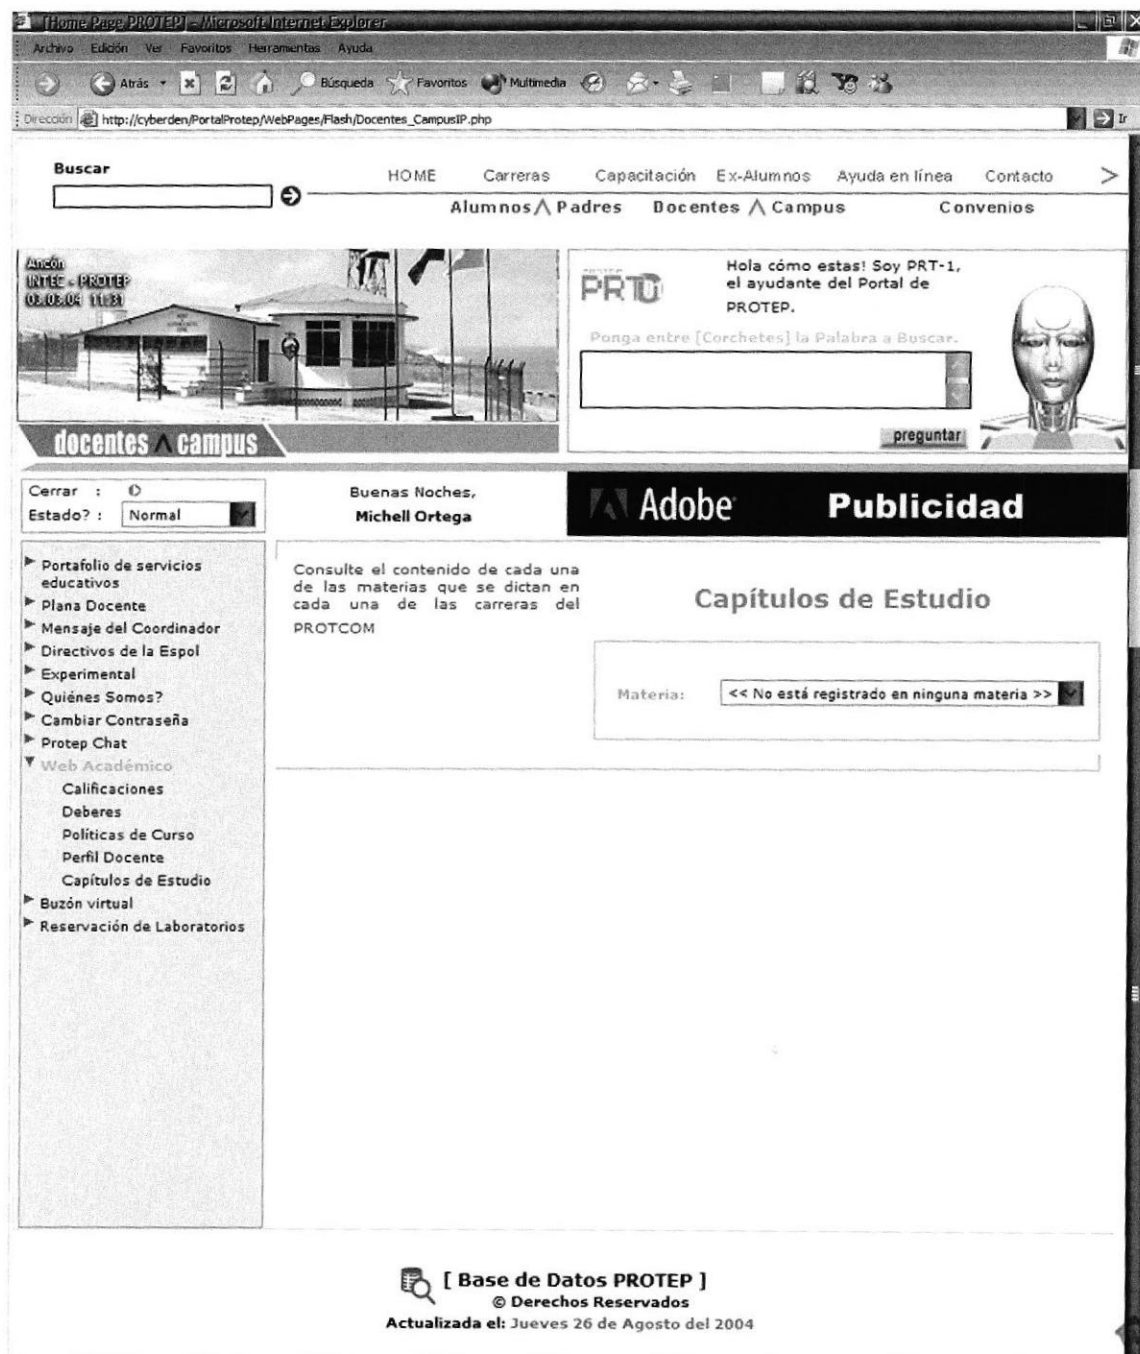 [Home Page PROTEP] - Microsoft Internet Explorer
Archivo Edición Ver Favoritos Herramientas Ayuda
Atrás Búsqueda Favoritos Multimedia
Dirección http://cyberden/PortalProtep/WebPages/Flash/Docentes_CampusIP.php Ir
Buscar
HOME Carreras Capacitación Ex-Alumnos Ayuda en línea Contacto >
Alumnos Λ Padres Docentes Λ Campus Convenios
Ancón
INTEC - PROTEP
03.03.04 11:31
docentes Λ campus
PRT
Hola cómo estas! Soy PRT-1,
el ayudante del Portal de
PROTEP.
Ponga entre [Corchetes] la Palabra a Buscar.
preguntar
Cerrar :
Estado? : Normal
Buenas Noches,
Michell Ortega
Adobe Publicidad
Portafolio de servicios
educativos
Plana Docente
Mensaje del Coordinador
Directivos de la Espol
Experimental
Quiénes Somos?
Cambiar Contraseña
Protep Chat
Web Académico
Calificaciones
Deberes
Políticas de Curso
Perfil Docente
Capítulos de Estudio
Buzón virtual
Reservación de Laboratorios
Consulte el contenido de cada una
de las materias que se dictan en
cada una de las carreras del
PROTCOM
Capítulos de Estudio
Materia: << No está registrado en ninguna materia >>
[ Base de Datos PROTEP ]
© Derechos Reservados
Actualizada el: Jueves 26 de Agosto del 2004